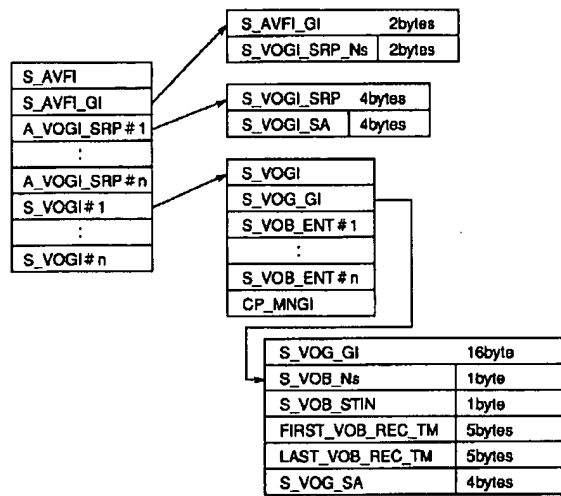 S_AVFI
S_AVFI_GI
A_VOGI_SRP#1
:
A_VOGI_SRP#n
S_VOGI#1
:
S_VOGI#n
S_AVFI_GI 2bytes
S_VOGI_SRP_Ns 2bytes
S_VOGI_SRP 4bytes
S_VOGI_SA 4bytes
S_VOGI
S_VOG_GI
S_VOB_ENT#1
:
S_VOB_ENT#n
CP_MNGI
S_VOG_GI 16byte
S_VOB_Ns 1byte
S_VOB_STIN 1byte
FIRST_VOB_REC_TM 5bytes
LAST_VOB_REC_TM 5bytes
S_VOG_SA 4bytes